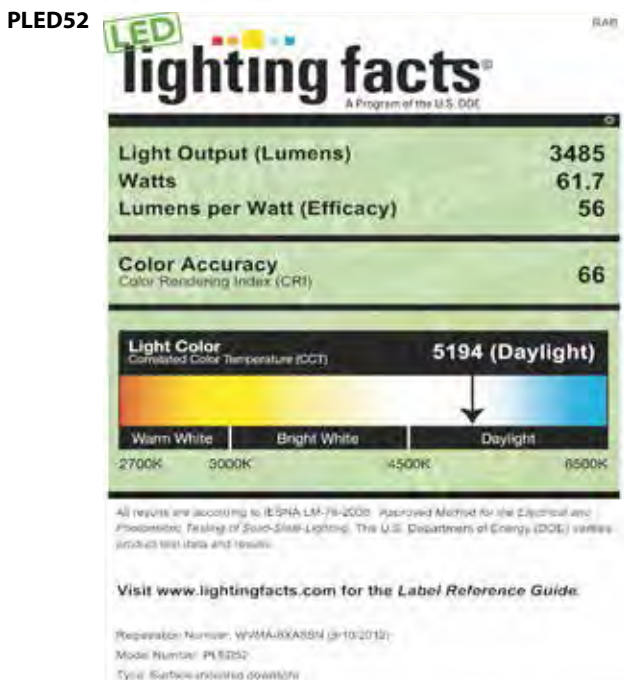 PLED52
RAB
LED
lighting facts®
A Program of the U.S. DOE
Light Output (Lumens) 3485
Watts 61.7
Lumens per Watt (Efficacy) 56
Color Accuracy
Color Rendering Index (CRI) 66
Light Color
Correlated Color Temperature (CCT) 5194 (Daylight)
Warm White Bright White Daylight
2700K 3000K 4500K 6500K
All results are according to IESNA LM-79-2008: Approved Method for the Electrical and
Photometric Testing of Solid-State Lighting. The U.S. Department of Energy (DOE) verifies
product test data and results.
Visit www.lightingfacts.com for the Label Reference Guide.
Registration Number:
Model Number: PLED52
Type: Surface-mounted downlight